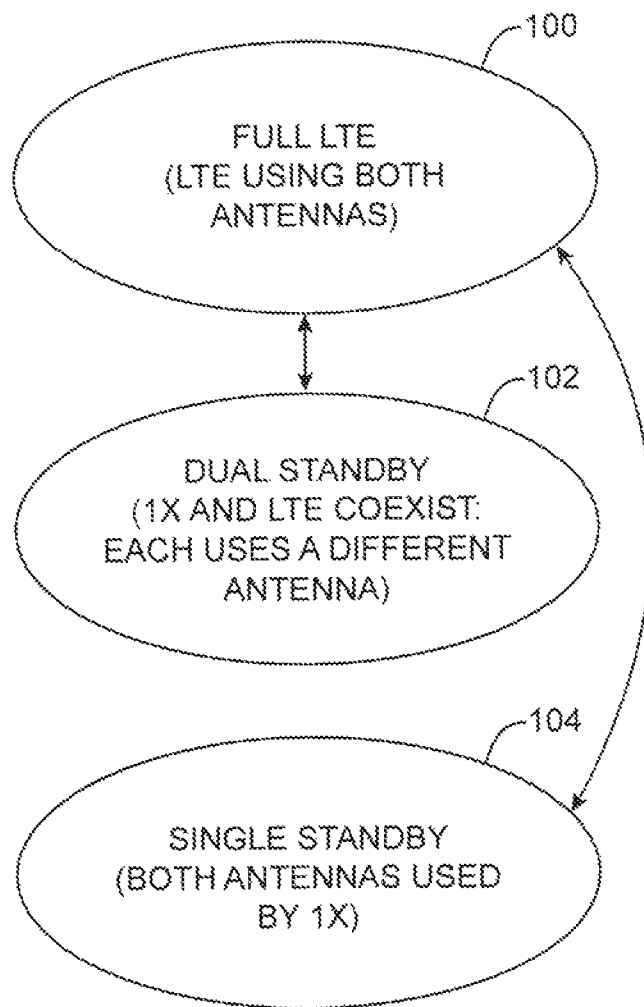 100
FULL LTE
(LTE USING BOTH
ANTENNAS)
102
DUAL STANDBY
(1X AND LTE COEXIST:
EACH USES A DIFFERENT
ANTENNA)
104
SINGLE STANDBY
(BOTH ANTENNAS USED
BY 1X)